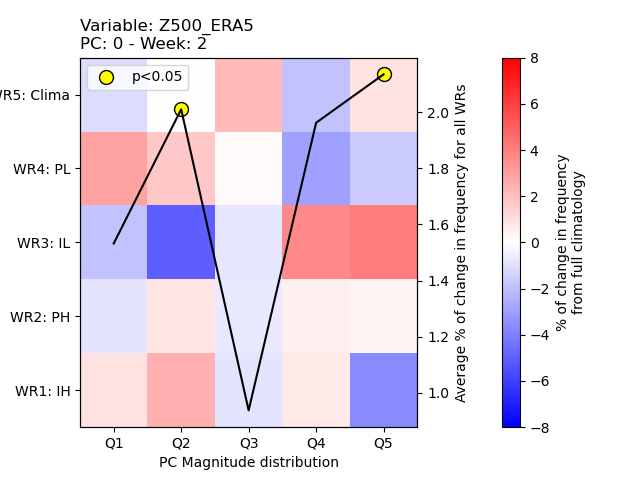 Variable: Z500_ERA5
PC: 0 - Week: 2
p<0.05
WR5: Clima
WR4: PL
WR3: IL
WR2: PH
WR1: IH
Q1 Q2 Q3 Q4 Q5
PC Magnitude distribution
2.0
1.8
1.6
1.4
1.2
1.0
Average % of change in frequency for all WRs
8
6
4
2
0
−2
−4
−6
−8
% of change in frequency
from full climatology